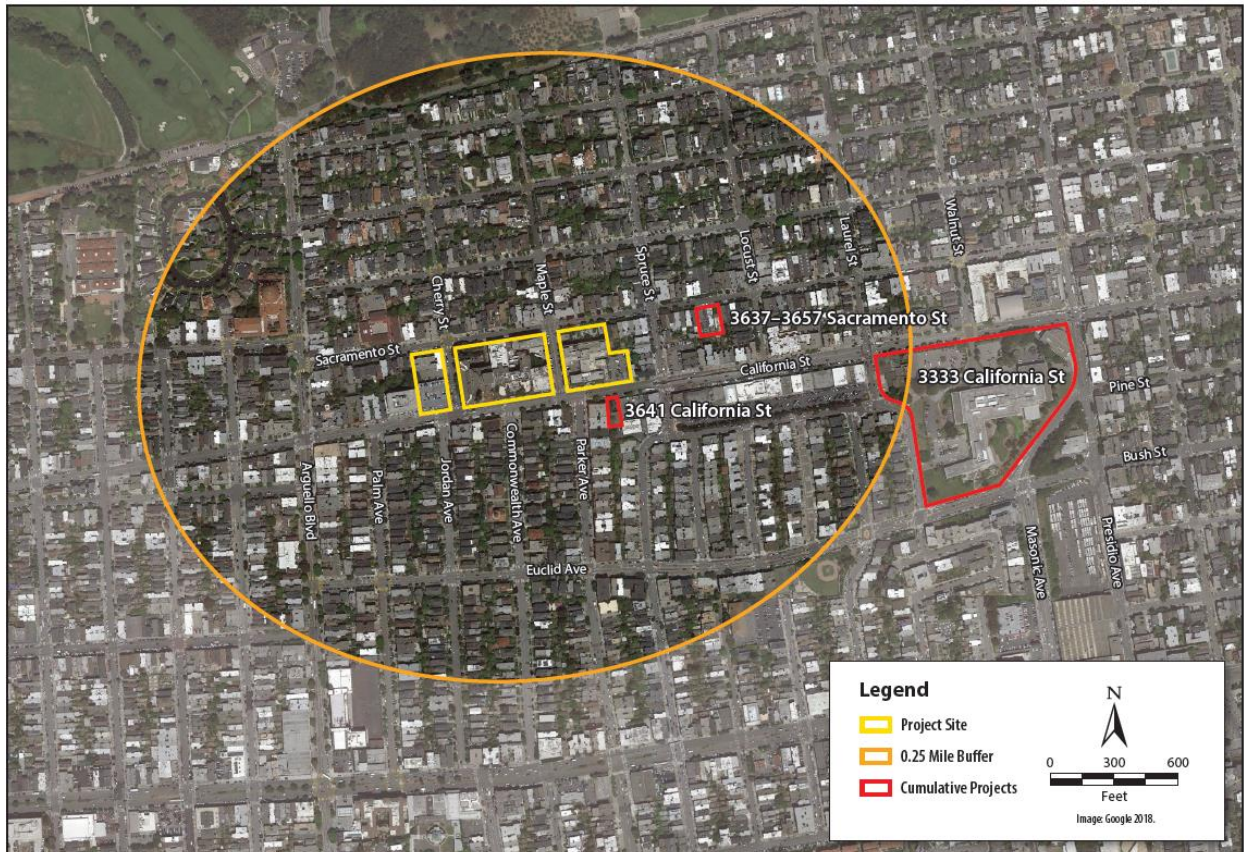 Walnut St
Laurel St
Locust St
Spruce St
Maple St
Cherry St
3637–3657 Sacramento St
Sacramento St
California St
3333 California St
Pine St
3641 California St
Bush St
Arguello Blvd
Palm Ave
Jordan Ave
Commonwealth Ave
Parker Ave
Masonic Ave
Presidio Ave
Euclid Ave
Legend
Project Site
0.25 Mile Buffer
Cumulative Projects
N
0 300 600
Feet
Image: Google 2018.